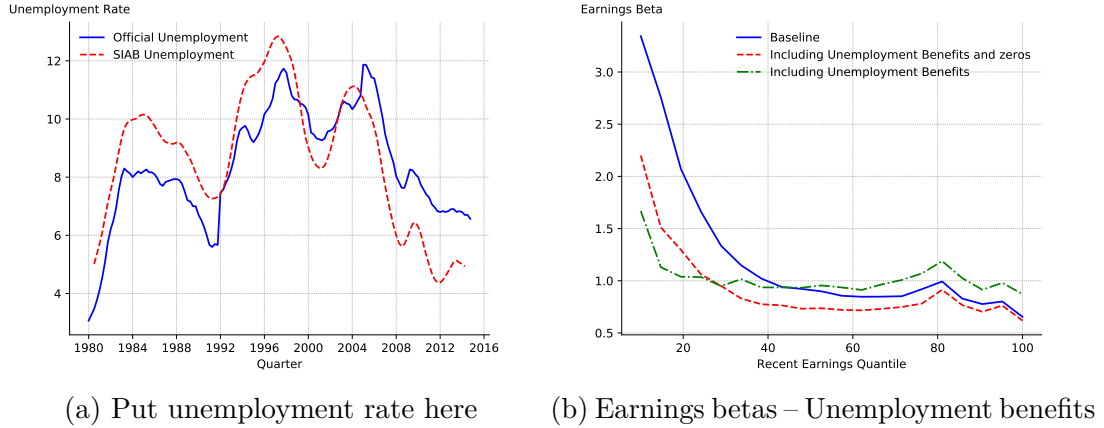 Unemployment Rate
Official Unemployment
SIAB Unemployment
12
10
8
6
4
1980 1984 1988 1992 1996 2000 2004 2008 2012 2016
Quarter
(a) Put unemployment rate here
Earnings Beta
Baseline
Including Unemployment Benefits and zeros
Including Unemployment Benefits
3.0
2.5
2.0
1.5
1.0
0.5
20 40 60 80 100
Recent Earnings Quantile
(b) Earnings betas – Unemployment benefits